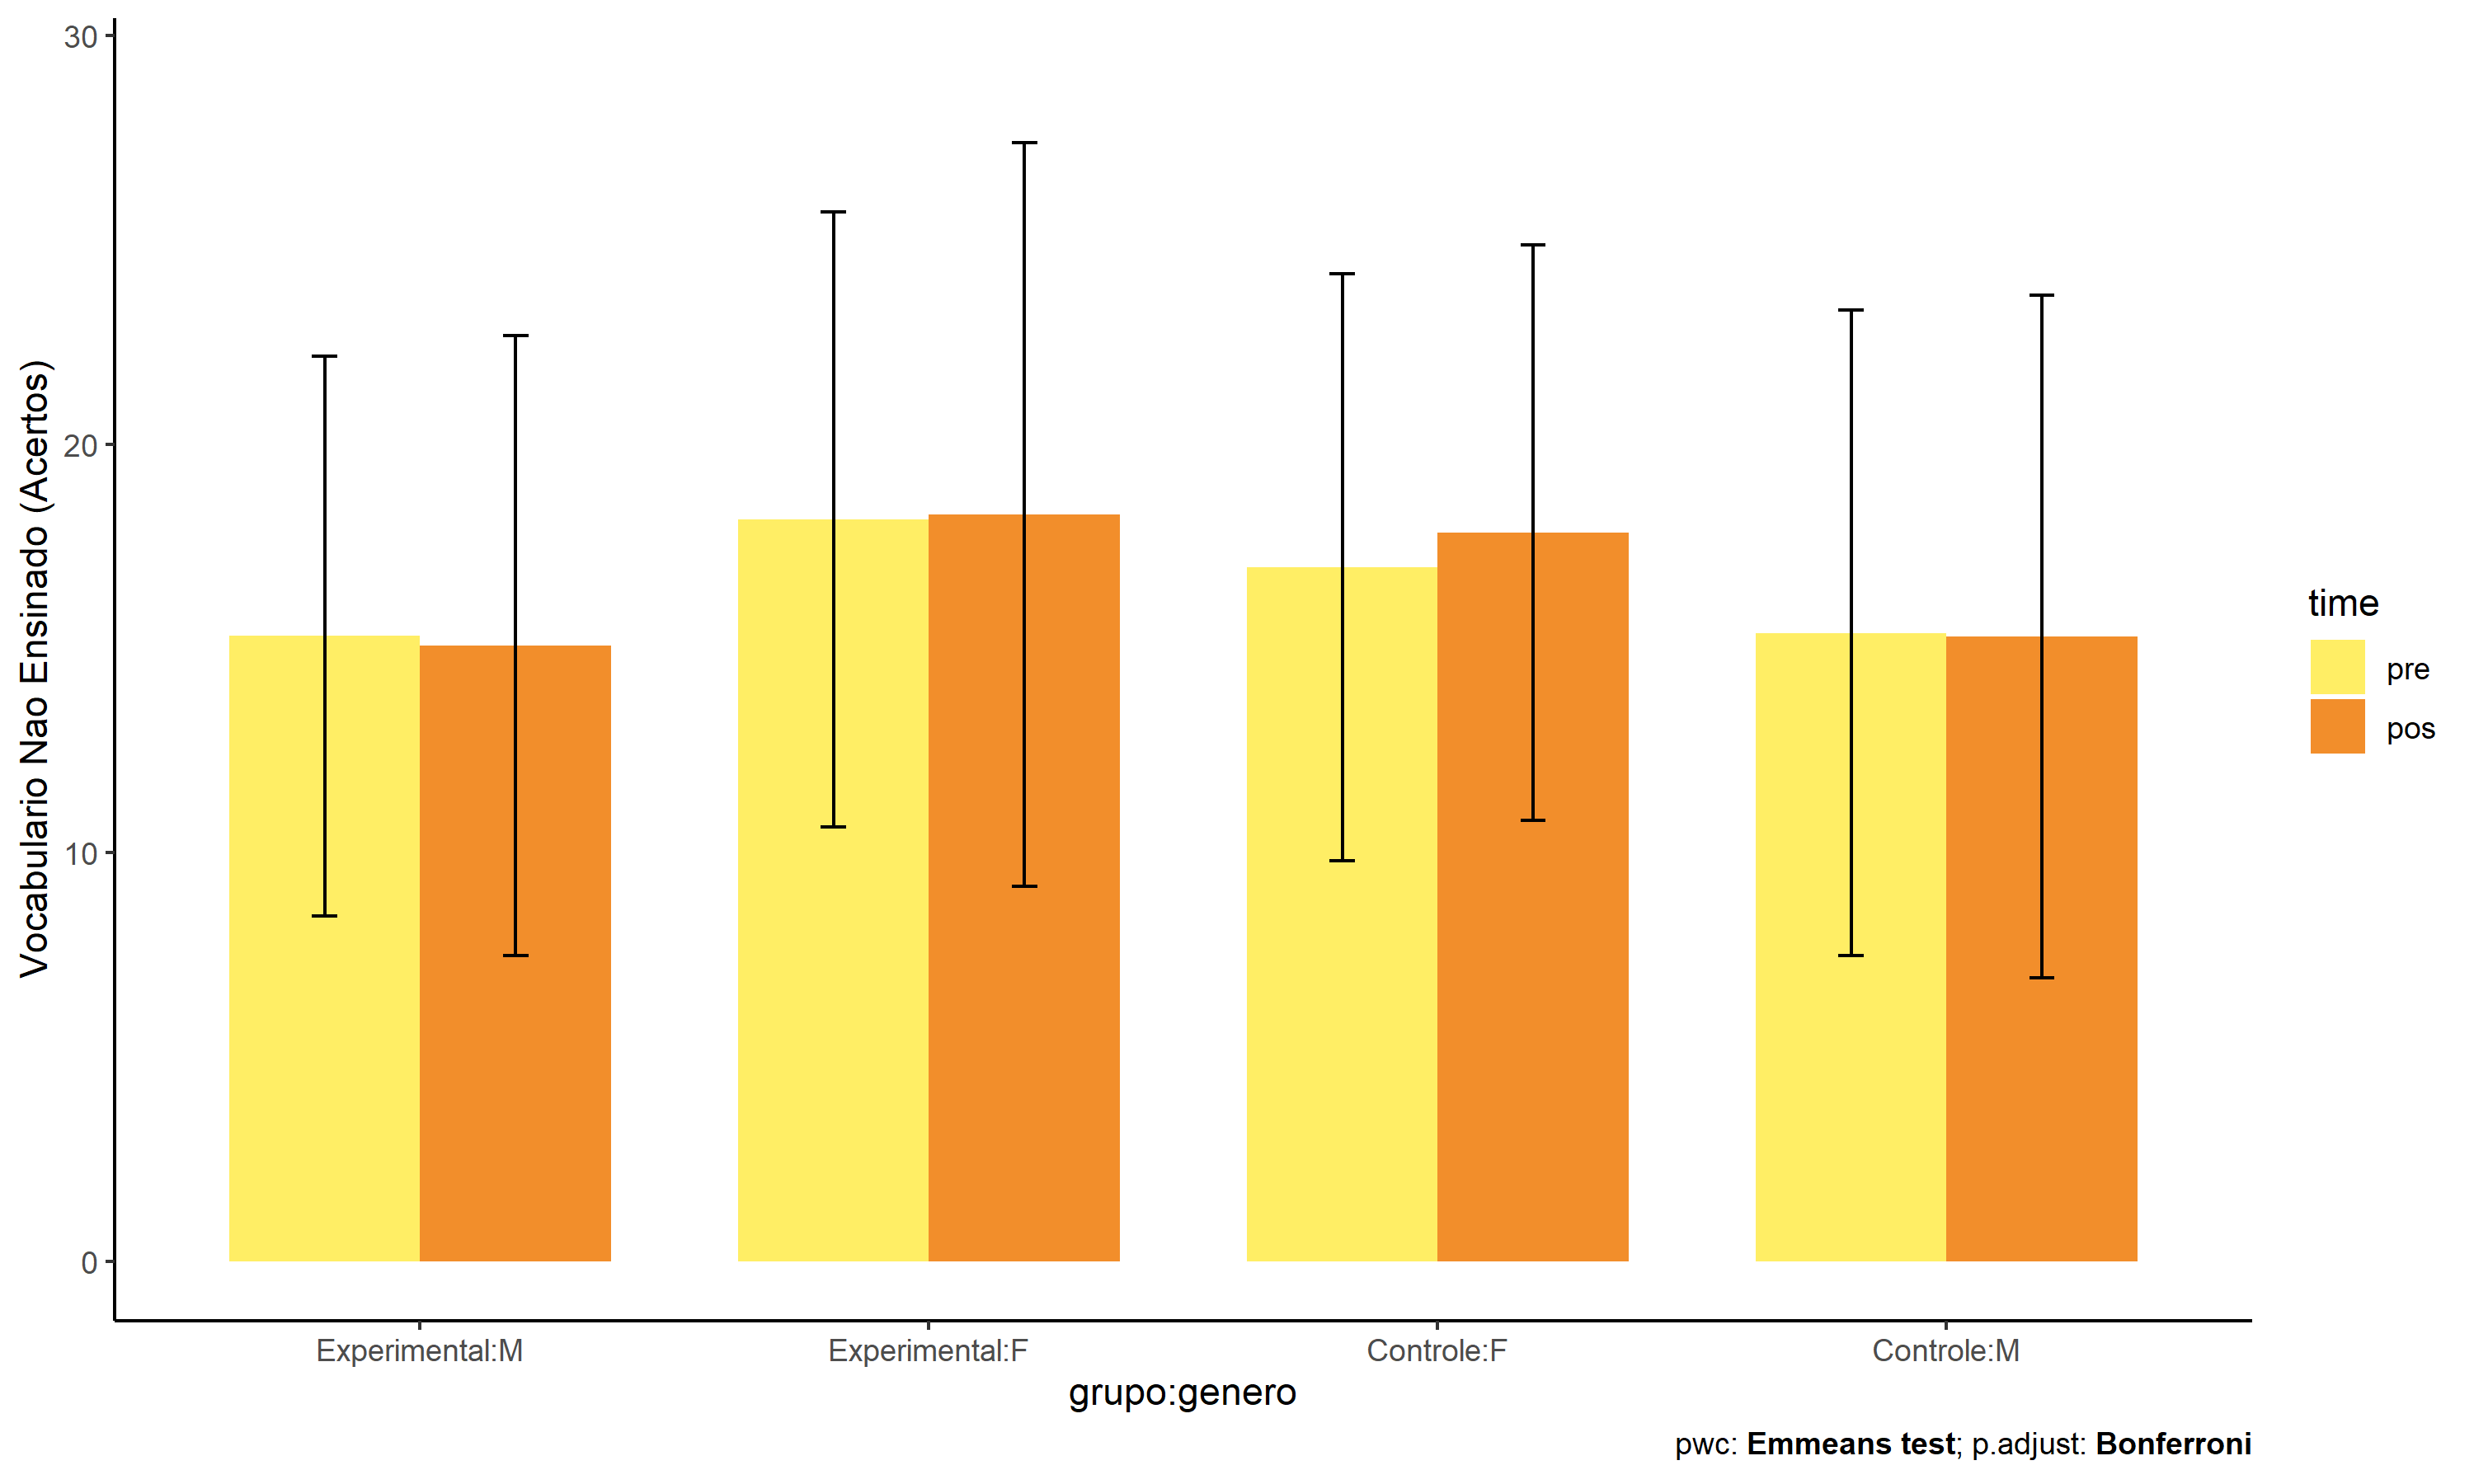 Vocabulario Nao Ensinado (Acertos)
30
20
10
0
Experimental:M
Experimental:F
Controle:F
Controle:M
grupo:genero
time
pre
pos
pwc: Emmeans test; p.adjust: Bonferroni